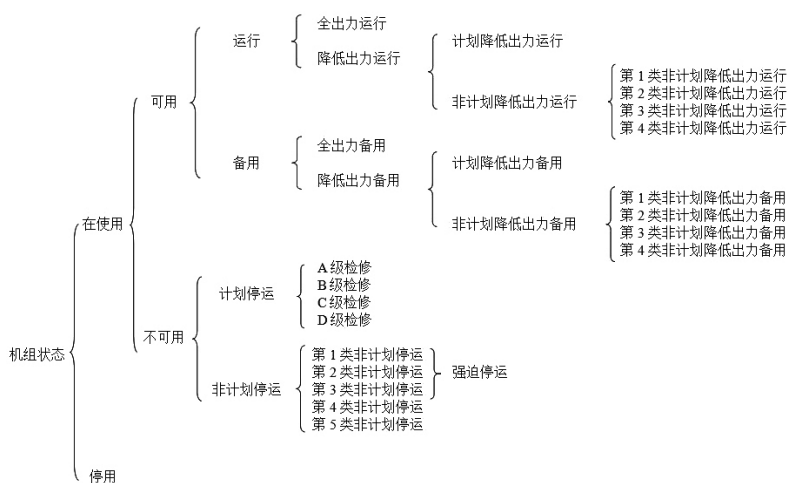 全出力运行
运行
计划降低出力运行
降低出力运行
第 1 类非计划降低出力运行
第 2 类非计划降低出力运行
可用
非计划降低出力运行
第 3 类非计划降低出力运行
第 4 类非计划降低出力运行
全出力备用
备用
计划降低出力备用
降低出力备用
第 1 类非计划降低出力备用
第 2 类非计划降低出力备用
在使用
非计划降低出力备用
第 3 类非计划降低出力备用
第 4 类非计划降低出力备用
A 级检修
B 级检修
计划停运
C 级检修
D 级检修
不可用
机组状态
第 1 类非计划停运
第 2 类非计划停运
强迫停运
非计划停运
第 3 类非计划停运
第 4 类非计划停运
第 5 类非计划停运
停用